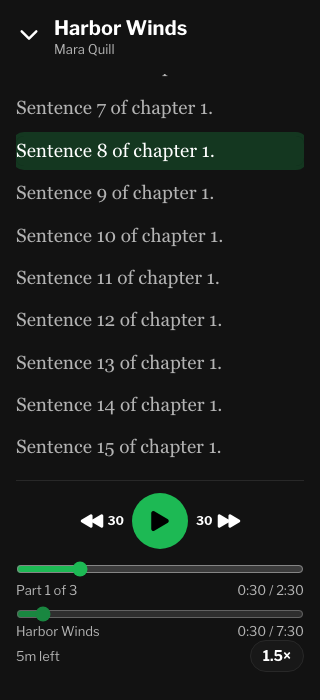 Harbor Winds
Mara Quill
Sentence 7 of chapter 1.
Sentence 8 of chapter 1.
Sentence 9 of chapter 1.
Sentence 10 of chapter 1.
Sentence 11 of chapter 1.
Sentence 12 of chapter 1.
Sentence 13 of chapter 1.
Sentence 14 of chapter 1.
Sentence 15 of chapter 1.
30 30
Part 1 of 3 0:30 / 2:30
Harbor Winds 0:30 / 7:30
5m left 1.5×